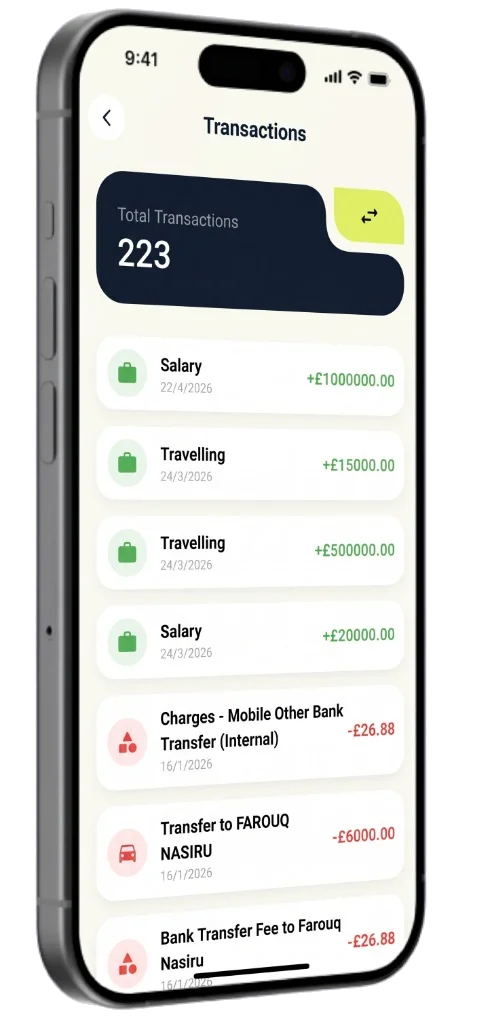 9:41
Transactions
Total Transactions
223
Salary
+£1000000.00
22/4/2026
Travelling
+£15000.00
24/3/2026
Travelling
+£500000.00
24/3/2026
Salary
+£20000.00
24/3/2026
Charges - Mobile Other Bank
Transfer (Internal)
-£26.88
16/1/2026
Transfer to FAROUQ
NASIRU
-£6000.00
16/1/2026
Bank Transfer Fee to Farouq
Nasiru
-£26.88
16/1/2026